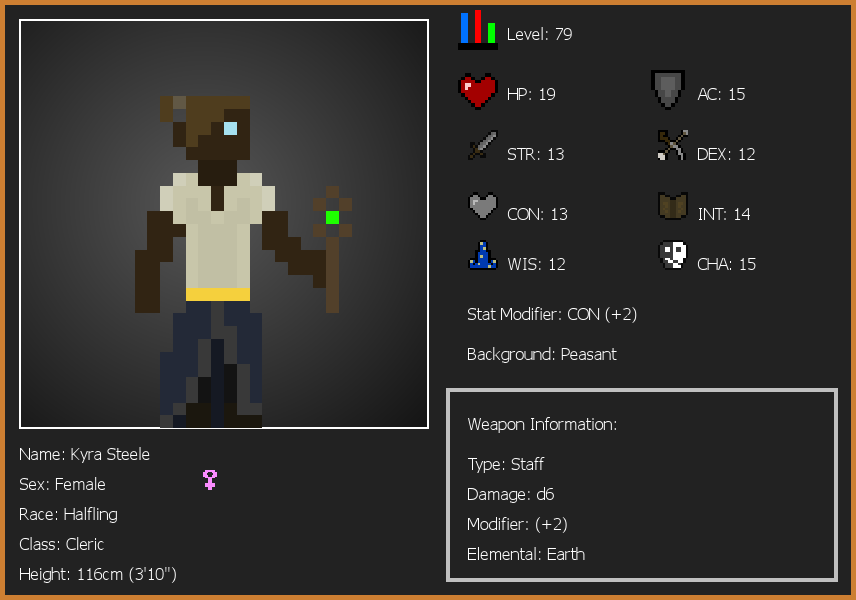 Level: 79
HP: 19
AC: 15
STR: 13
DEX: 12
CON: 13
INT: 14
WIS: 12
CHA: 15
Stat Modifier: CON (+2)
Background: Peasant
Weapon Information:
Type: Staff
Damage: d6
Modifier: (+2)
Elemental: Earth
Name: Kyra Steele
Sex: Female
Race: Halfling
Class: Cleric
Height: 116cm (3'10")